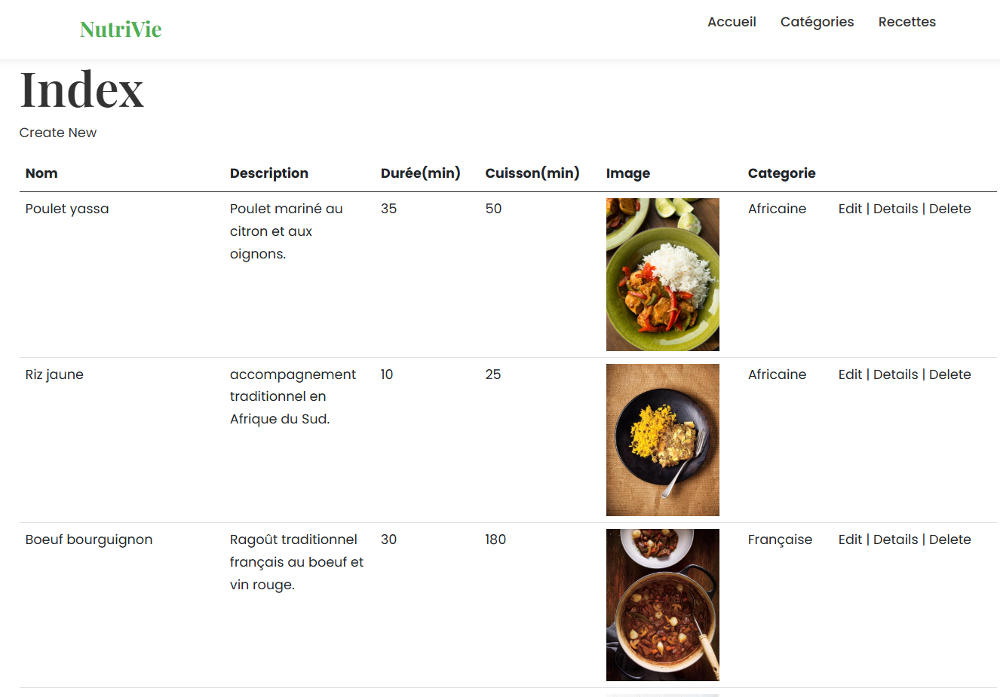 NutriVie
Accueil Catégories Recettes
Index
Create New
Nom Description Durée(min) Cuisson(min) Image Categorie
Poulet yassa Poulet mariné au 35 50 Africaine Edit | Details | Delete
citron et aux
oignons.
Riz jaune accompagnement 10 25 Africaine Edit | Details | Delete
traditionnel en
Afrique du Sud.
Boeuf bourguignon Ragoût traditionnel 30 180 Française Edit | Details | Delete
français au boeuf et
vin rouge.